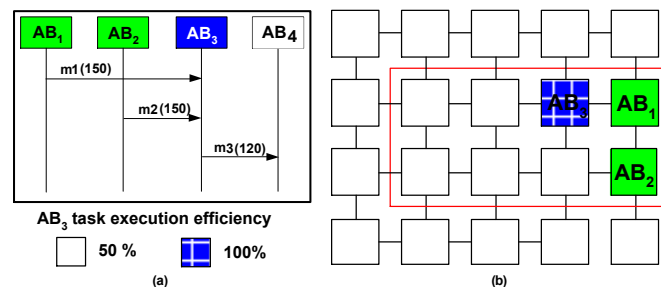 AB1 AB2 AB3 AB4
m1(150)
m2(150)
m3(120)
AB3 task execution efficiency
50 % 100%
(a)
AB3 AB1
AB2
(b)